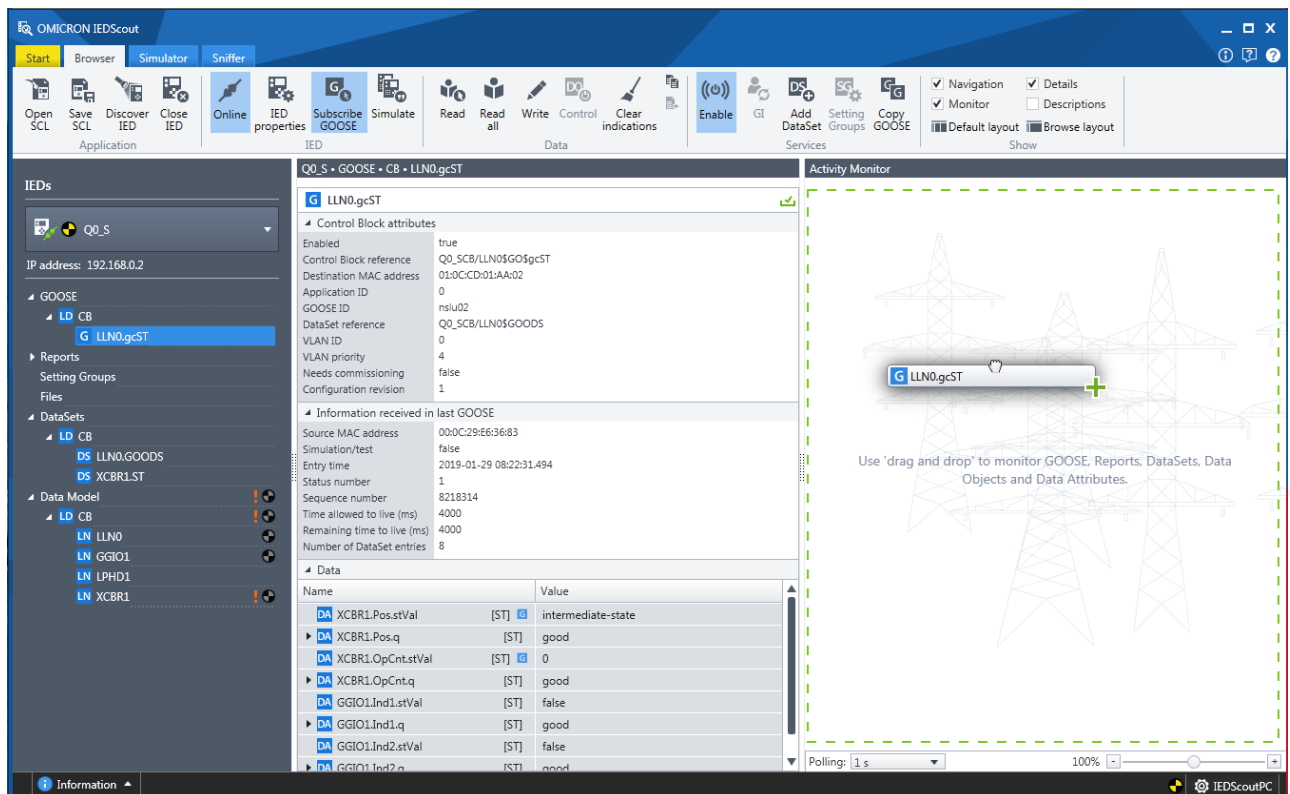 OMICRON IEDScout
Start Browser Simulator Sniffer
Open SCL
Save SCL
Discover IED
Close IED
Application
Online
IED properties
Subscribe GOOSE
Simulate
IED
Read
Read all
Write
Control
Clear indications
Data
Enable
GI
Add DataSet
Setting Groups
Copy GOOSE
Services
Navigation
Details
Monitor
Descriptions
Default layout
Browse layout
Show
IEDs
Q0_S
IP address: 192.168.0.2
GOOSE
LD CB
G LLN0.gcST
Reports
Setting Groups
Files
DataSets
LD CB
DS LLN0.GOODS
DS XCBR1.ST
Data Model
LD CB
LN LLN0
LN GGIO1
LN LPHD1
LN XCBR1
Q0_S • GOOSE • CB • LLN0.gcST
G LLN0.gcST
Control Block attributes
Enabled true
Control Block reference Q0_SCB/LLN0$GO$gcST
Destination MAC address 01:0C:CD:01:AA:02
Application ID 0
GOOSE ID nsiu02
DataSet reference Q0_SCB/LLN0$GOODS
VLAN ID 0
VLAN priority 4
Needs commissioning false
Configuration revision 1
Information received in last GOOSE
Source MAC address 00:0C:29:E6:36:83
Simulation/test false
Entry time 2019-01-29 08:22:31.494
Status number 1
Sequence number 8218314
Time allowed to live (ms) 4000
Remaining time to live (ms) 4000
Number of DataSet entries 8
Data
Name Value
DA XCBR1.Pos.stVal [ST] G intermediate-state
DA XCBR1.Pos.q [ST] good
DA XCBR1.OpCnt.stVal [ST] G 0
DA XCBR1.OpCnt.q [ST] good
DA GGIO1.Ind1.stVal [ST] false
DA GGIO1.Ind1.q [ST] good
DA GGIO1.Ind2.stVal [ST] false
DA GGIO1.Ind2.q [ST] good
Activity Monitor
G LLN0.gcST
Use 'drag and drop' to monitor GOOSE, Reports, DataSets, Data
Objects and Data Attributes.
Polling: 1 s
100%
Information
IEDScoutPC